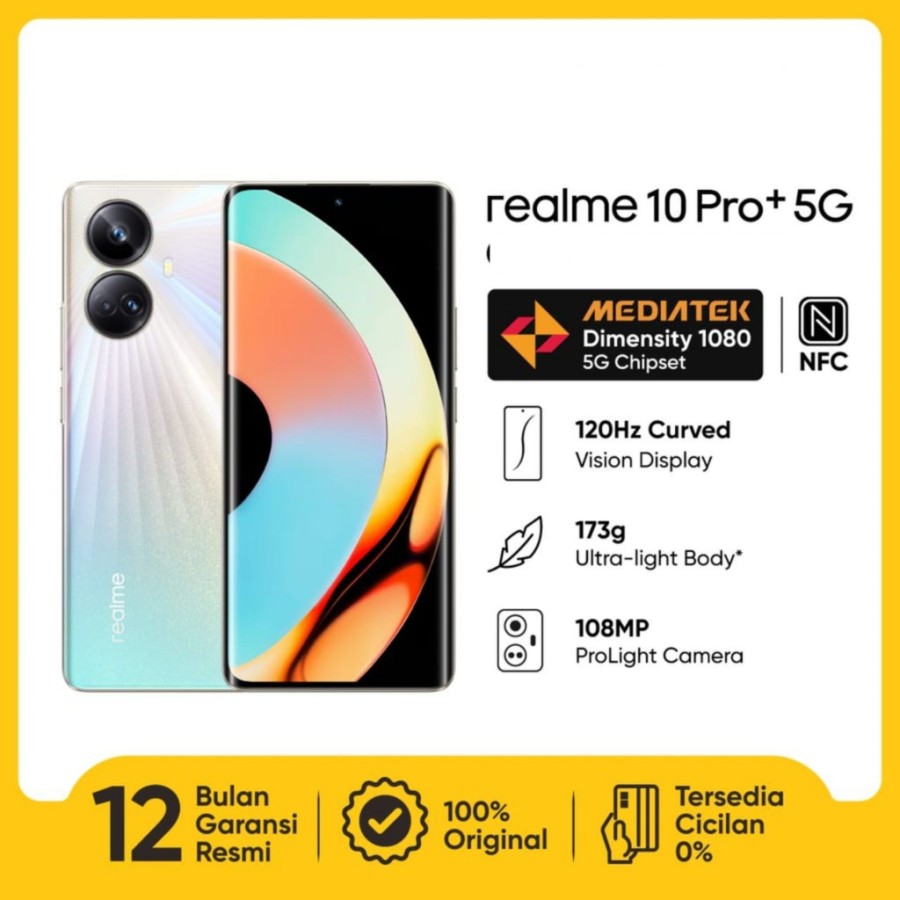 realme 10 Pro+ 5G
MEDIATEK
Dimensity 1080
5G Chipset
NFC
120Hz Curved
Vision Display
173g
Ultra-light Body*
108MP
ProLight Camera
realme
12 Bulan
Garansi
Resmi
100%
Original
Tersedia
Cicilan
0%